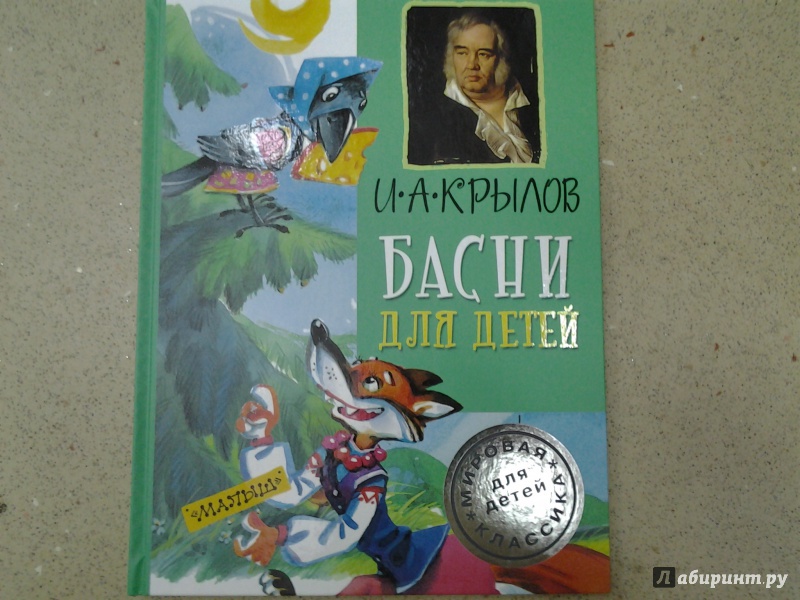 И·А·КРЫЛОВ
БАСНИ
ДЛЯ ДЕТЕЙ
«МАЛЫШ»
*МИРОВАЯ*
для
детей
КЛАССИКА
Лабиринт.ру